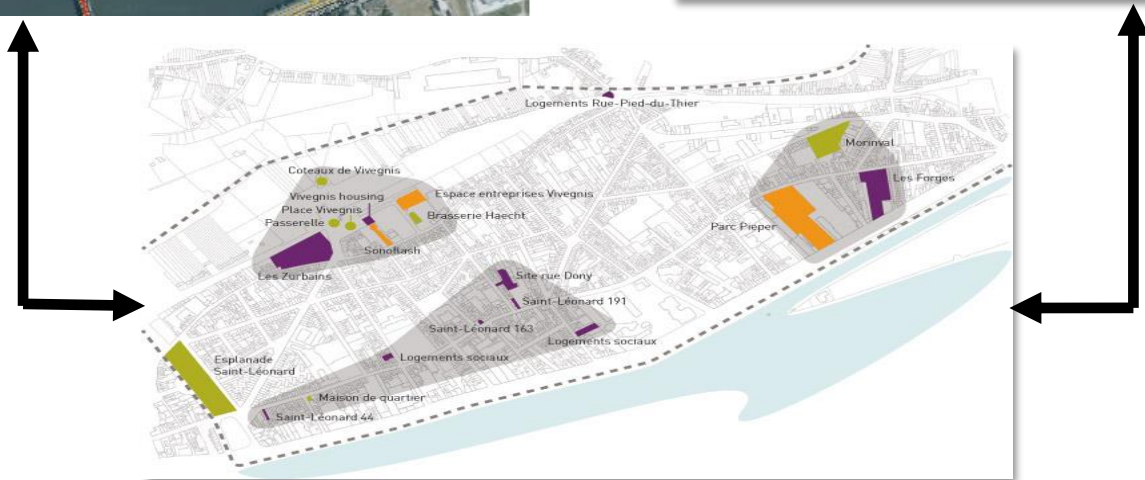 Logements Rue-Pied-du-Thier
Morinval
Coteaux de Vivegnis
Les Forges
Vivegnis housing
Espace entreprises Vivegnis
Place Vivegnis
Brasserie Haecht
Passerelle
Parc Pieper
Sonoflash
Les Zurbains
Site rue Dony
Saint-Léonard 191
Saint-Léonard 163
Logements sociaux
Esplanade
Saint-Léonard
Logements sociaux
Maison de quartier
Saint-Léonard 44